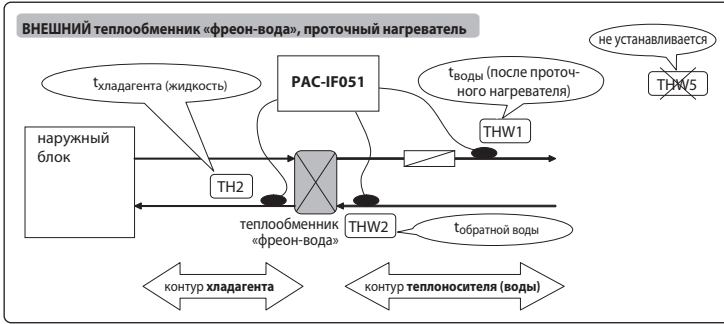 ВНЕШНИЙ теплообменник «фреон-вода», проточный нагреватель
не устанавливается
THW5
tхладагента (жидкость)
PAC-IF051
tводы (после проточ-
ного нагревателя)
THW1
наружный
блок
TH2
теплообменник
«фреон-вода»
THW2
tобратной воды
контур хладагента
контур теплоносителя (воды)